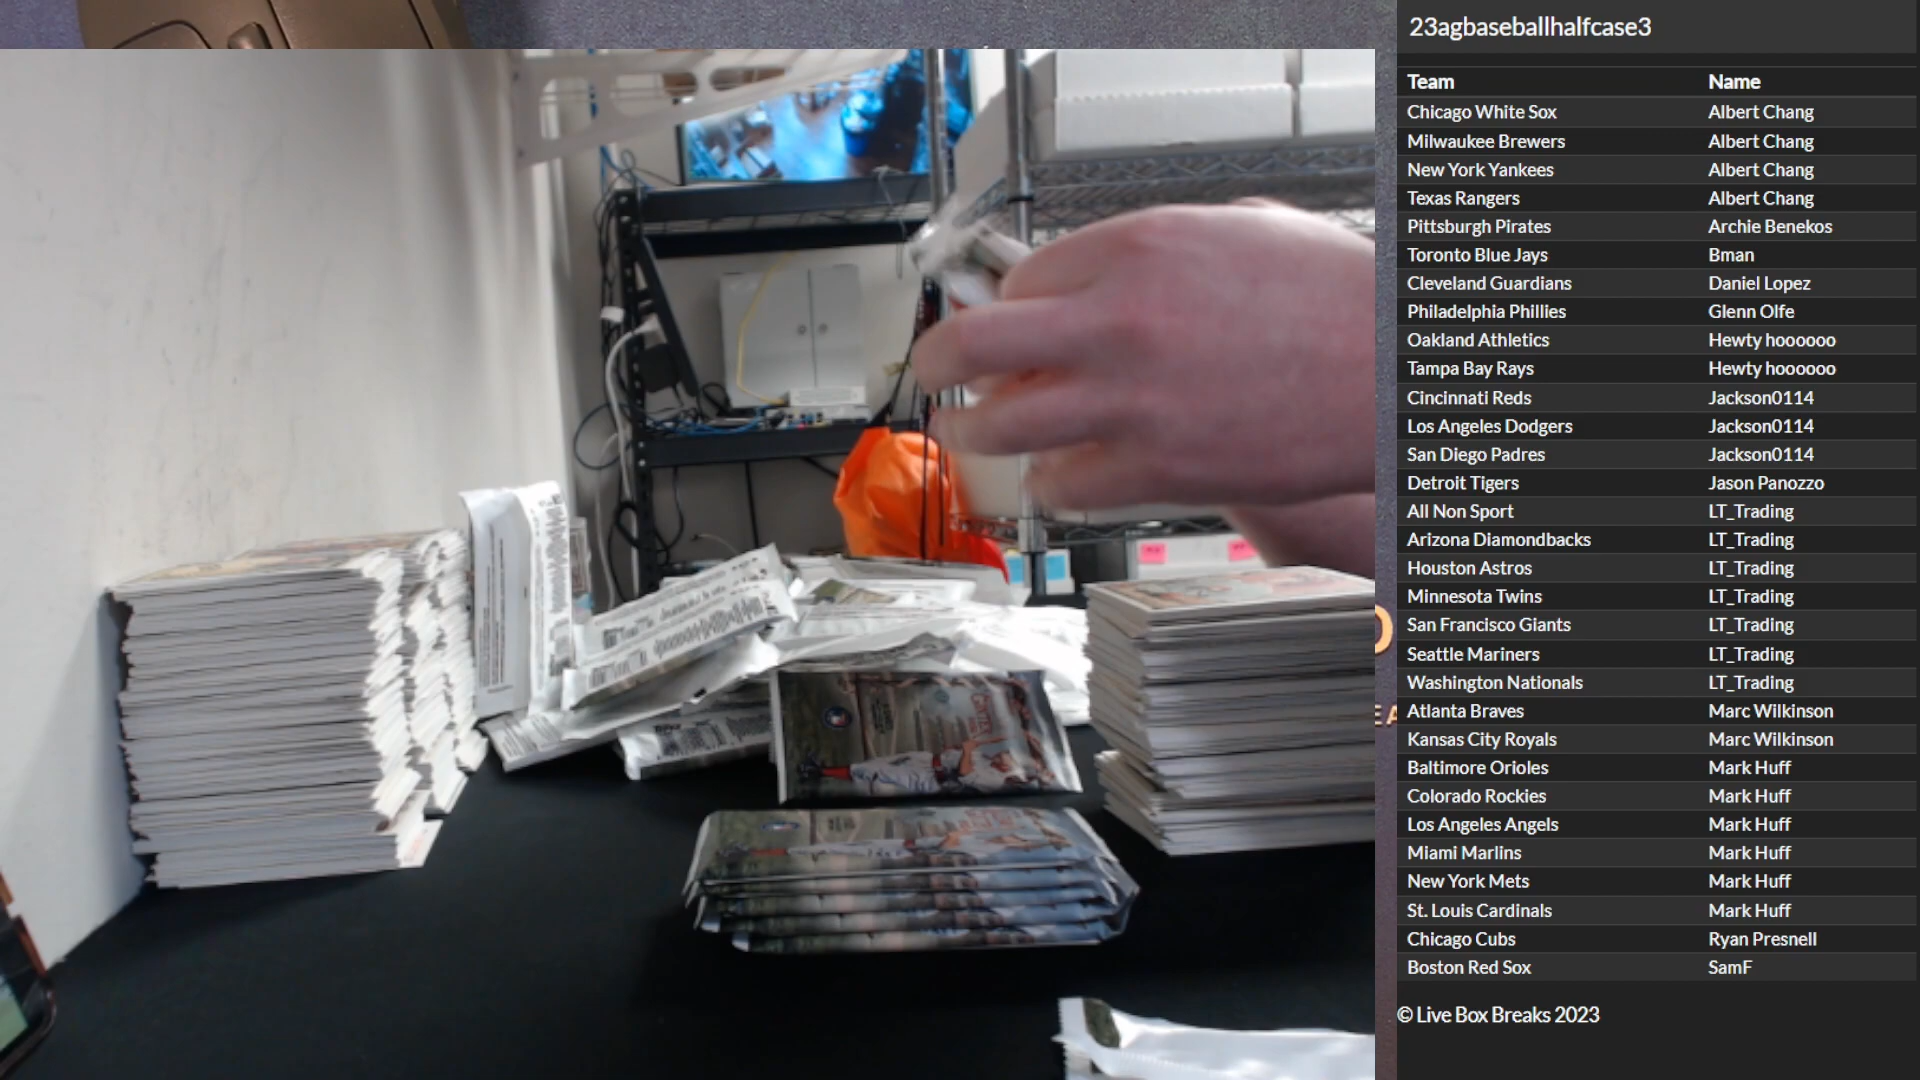 23agbaseballhalfcase3
Team Name
Chicago White Sox Albert Chang
Milwaukee Brewers Albert Chang
New York Yankees Albert Chang
Texas Rangers Albert Chang
Pittsburgh Pirates Archie Benekos
Toronto Blue Jays Bman
Cleveland Guardians Daniel Lopez
Philadelphia Phillies Glenn Olfe
Oakland Athletics Hewty hoooooo
Tampa Bay Rays Hewty hoooooo
Cincinnati Reds Jackson0114
Los Angeles Dodgers Jackson0114
San Diego Padres Jackson0114
Detroit Tigers Jason Panozzo
All Non Sport LT_Trading
Arizona Diamondbacks LT_Trading
Houston Astros LT_Trading
Minnesota Twins LT_Trading
San Francisco Giants LT_Trading
Seattle Mariners LT_Trading
Washington Nationals LT_Trading
Atlanta Braves Marc Wilkinson
Kansas City Royals Marc Wilkinson
Baltimore Orioles Mark Huff
Colorado Rockies Mark Huff
Los Angeles Angels Mark Huff
Miami Marlins Mark Huff
New York Mets Mark Huff
St. Louis Cardinals Mark Huff
Chicago Cubs Ryan Presnell
Boston Red Sox SamF
© Live Box Breaks 2023